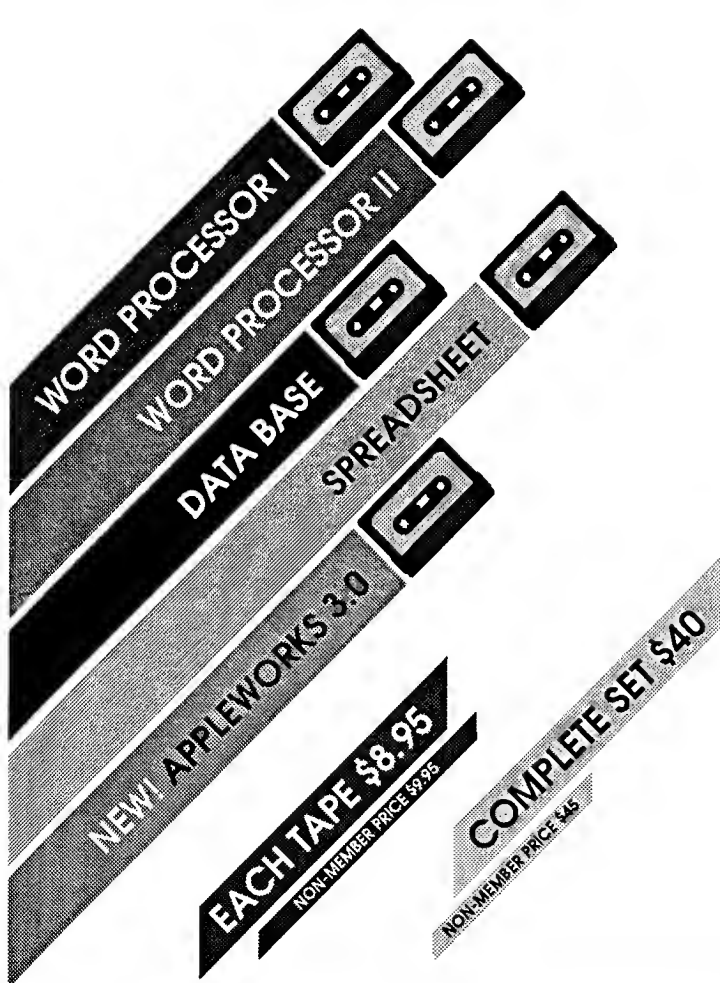 WORD PROCESSOR I
WORD PROCESSOR II
DATA BASE
SPREADSHEET
NEW! APPLEWORKS 3.0
EACH TAPE $8.95
NON-MEMBER PRICE $9.95
COMPLETE SET $40
NON-MEMBER PRICE $45